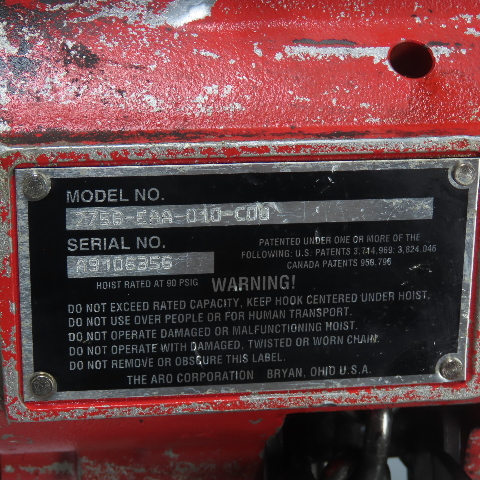 MODEL NO.
7756-EAA-010-C0U
SERIAL NO.
A9106356
HOIST RATED AT 90 PSIG
PATENTED UNDER ONE OR MORE OF THE
FOLLOWING: U.S. PATENTS 3,714,969; 3,824,046
CANADA PATENTS 956,796
WARNING!
DO NOT EXCEED RATED CAPACITY, KEEP HOOK CENTERED UNDER HOIST.
DO NOT USE OVER PEOPLE OR FOR HUMAN TRANSPORT.
DO NOT OPERATE DAMAGED OR MALFUNCTIONING HOIST.
DO NOT OPERATE WITH DAMAGED, TWISTED OR WORN CHAIN.
DO NOT REMOVE OR OBSCURE THIS LABEL.
THE ARO CORPORATION BRYAN, OHIO U.S.A.